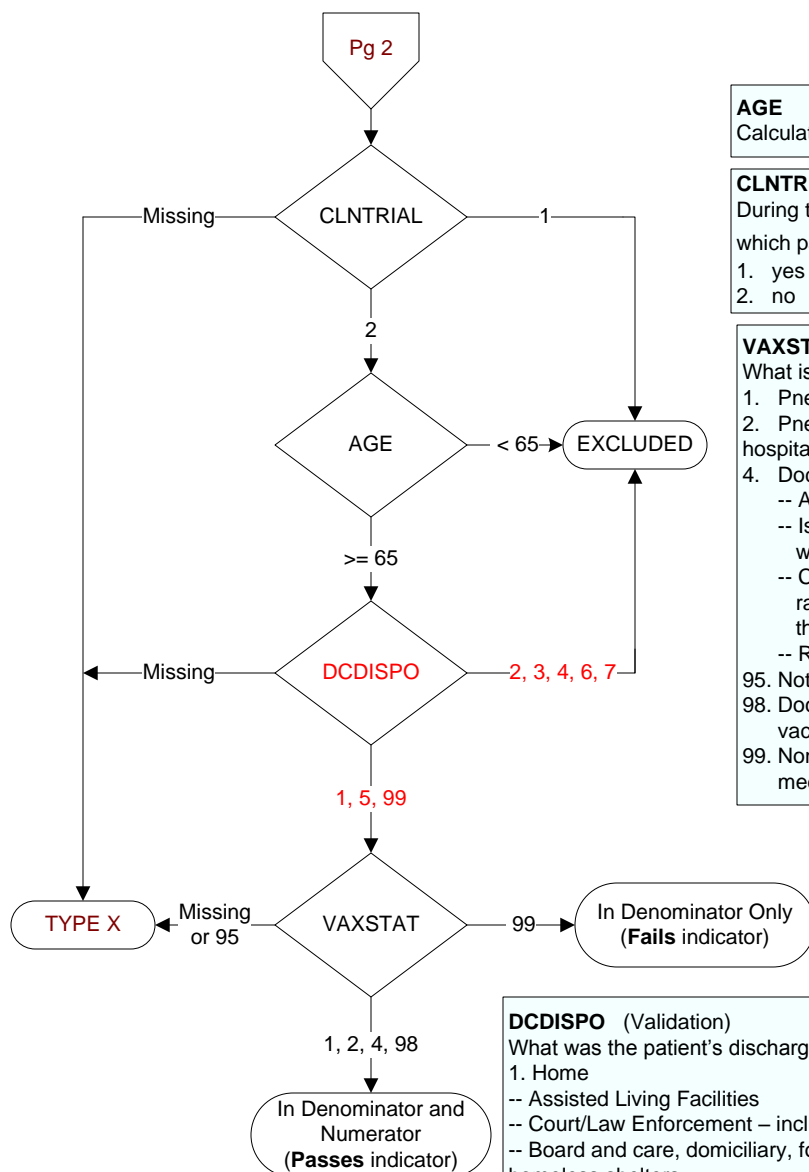 Pg 2
CLNTRIAL
Missing
1
2
AGE
< 65
EXCLUDED
>= 65
DCDISPO
Missing
2, 3, 4, 6, 7
1, 5, 99
VAXSTAT
Missing
or 95
TYPE X
99
In Denominator Only
(Fails indicator)
1, 2, 4, 98
In Denominator and
Numerator
(Passes indicator)
AGE
CLNTR
During t
which p
1. yes
2. no
What is
1. Pne
2. Pne
hospita
4. Doc
-- A
-- Is
w
-- C
ra
th
-- R
95. Not
98. Doc
vac
99. Non
med
DCDISPO (Validation)
What was the patient's discharg
1. Home
-- Assisted Living Facilities
-- Court/Law Enforcement – incl
-- Board and care, domiciliary, fo